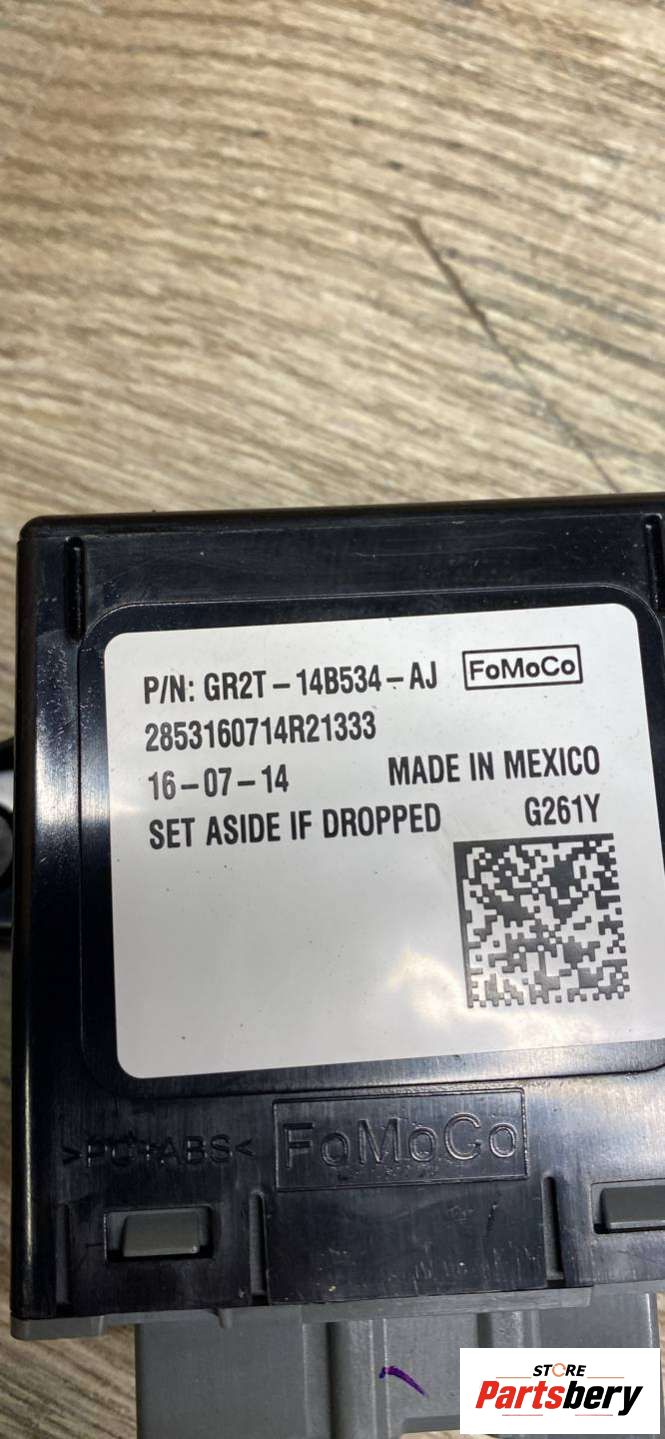 P/N: GR2T-14B534-AJ FoMoCo
2853160714R21333
16-07-14 MADE IN MEXICO
SET ASIDE IF DROPPED G261Y
>PC+ABS< FoMoCo
STORE
Partsbery